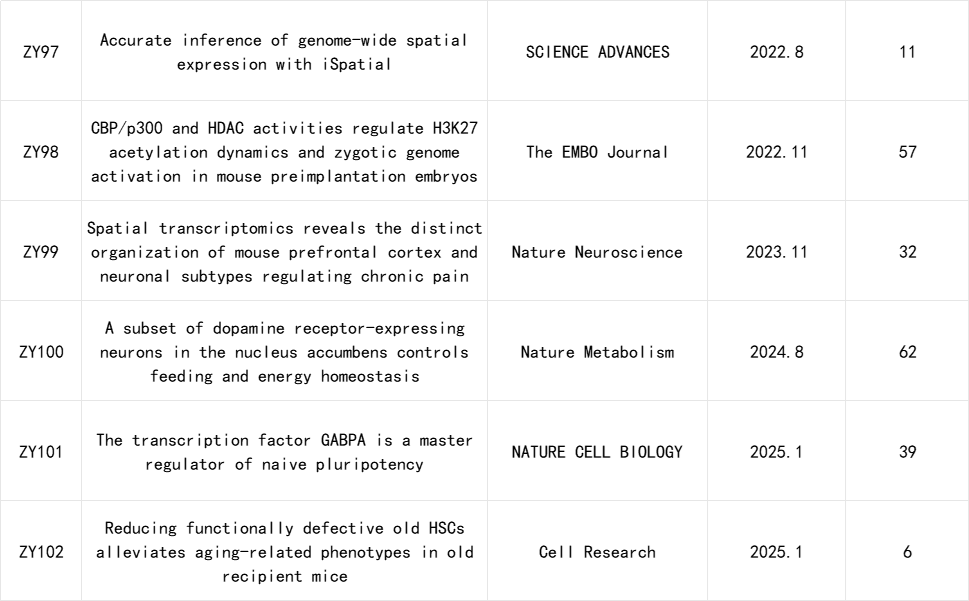 ZY97
Accurate inference of genome-wide spatial
expression with iSpatial
SCIENCE ADVANCES
2022.8
11
ZY98
CBP/p300 and HDAC activities regulate H3K27
acetylation dynamics and zygotic genome
activation in mouse preimplantation embryos
The EMBO Journal
2022.11
57
ZY99
Spatial transcriptomics reveals the distinct
organization of mouse prefrontal cortex and
neuronal subtypes regulating chronic pain
Nature Neuroscience
2023.11
32
ZY100
A subset of dopamine receptor-expressing
neurons in the nucleus accumbens controls
feeding and energy homeostasis
Nature Metabolism
2024.8
62
ZY101
The transcription factor GABPA is a master
regulator of naive pluripotency
NATURE CELL BIOLOGY
2025.1
39
ZY102
Reducing functionally defective old HSCs
alleviates aging-related phenotypes in old
recipient mice
Cell Research
2025.1
6